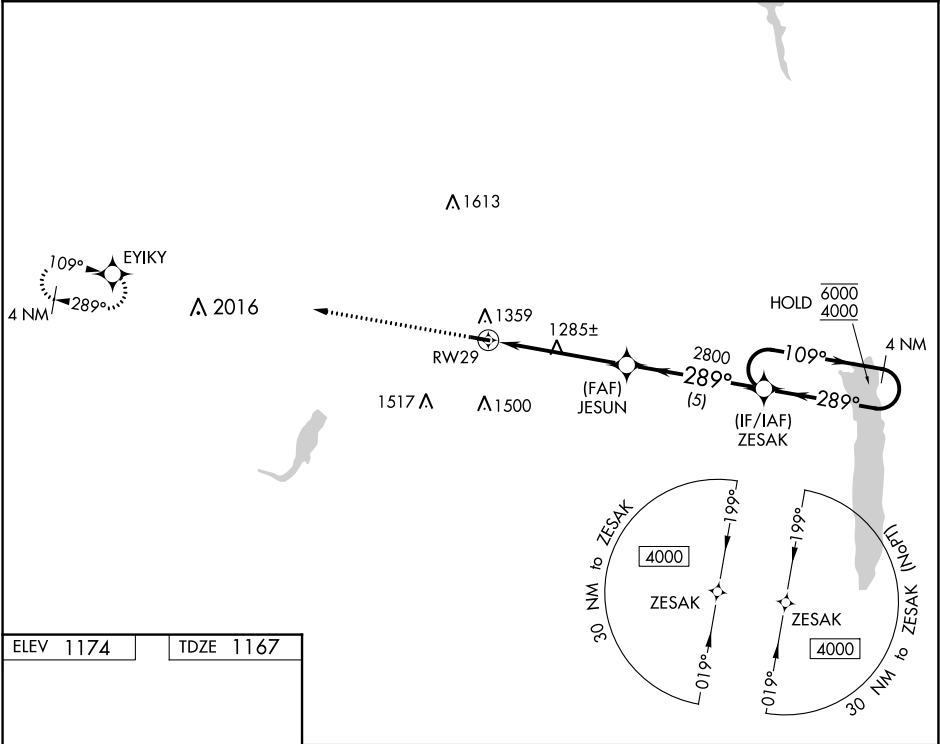 1613
109°
EYIKY
289°
4 NM
2016
1359
1285±
RW29
HOLD 6000
4000
4 NM
2800
109°
289°
(5)
289°
(FAF)
JESUN
(IF/IAF)
ZESAK
1517
1500
30 NM to ZESAK
4000
199°
ZESAK
019°
30 NM to ZESAK (NoPT)
199°
ZESAK
4000
019°
ELEV 1174
TDZE 1167